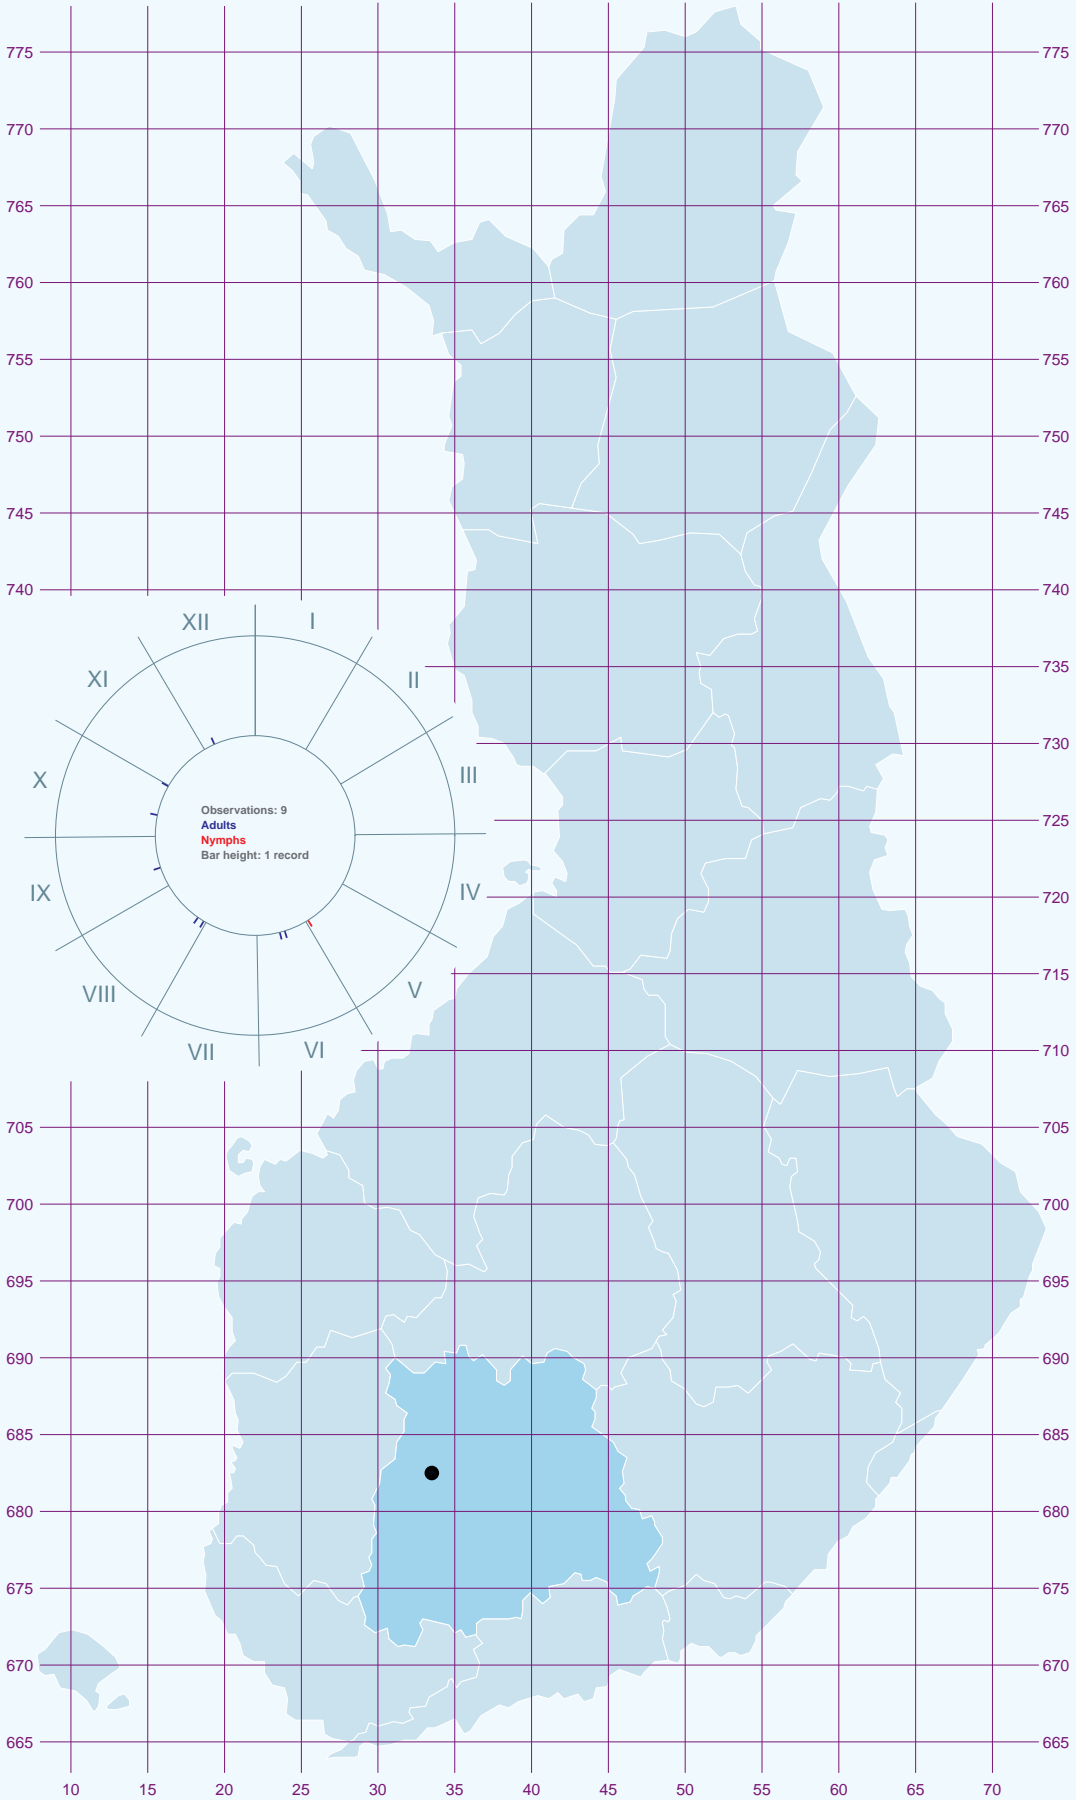 775 775
770 770
765 765
760 760
755 755
750 750
745 745
740 740
XII I
XI II
735
730
X III
Observations: 9
Adults
725
Nymphs
Bar height: 1 record
IX IV
720
715
VIII V
VII VI
710
705 705
700 700
695 695
690 690
685 685
680 680
675 675
670 670
665 665
10 15 20 25 30 35 40 45 50 55 60 65 70